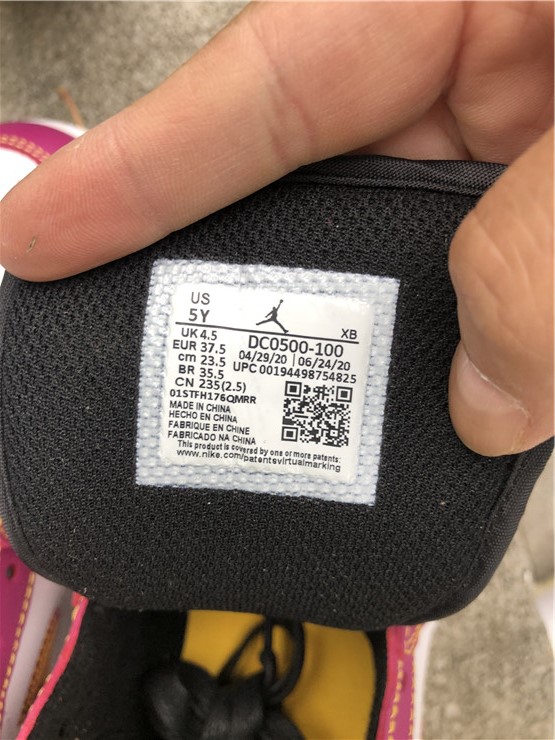 US
5Y
XB
UK 4.5
DC0500-100
EUR 37.5
04/29/20 | 06/24/20
cm 23.5
UPC 00194498754825
BR 35.5
CN 235(2.5)
01STFH176QMRR
MADE IN CHINA
HECHO EN CHINA
FABRIQUE EN CHINE
FABRICADO NA CHINA
This product is covered by one or more patents:
www.nike.com/patentsvirtualmarking